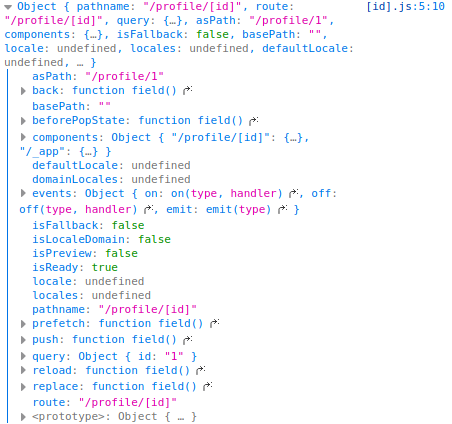 Object { pathname: "/profile/[id]", route: [id].js:5:10
"/profile/[id]", query: {…}, asPath: "/profile/1",
components: {…}, isFallback: false, basePath: "",
locale: undefined, locales: undefined, defaultLocale:
undefined, … }
asPath: "/profile/1"
back: function field()
basePath: ""
beforePopState: function field()
components: Object { "/profile/[id]": {…},
"/_app": {…} }
defaultLocale: undefined
domainLocales: undefined
events: Object { on: on(type, handler) , off:
off(type, handler) , emit: emit(type) }
isFallback: false
isLocaleDomain: false
isPreview: false
isReady: true
locale: undefined
locales: undefined
pathname: "/profile/[id]"
prefetch: function field()
push: function field()
query: Object { id: "1" }
reload: function field()
replace: function field()
route: "/profile/[id]"
<prototype>: Object { … }